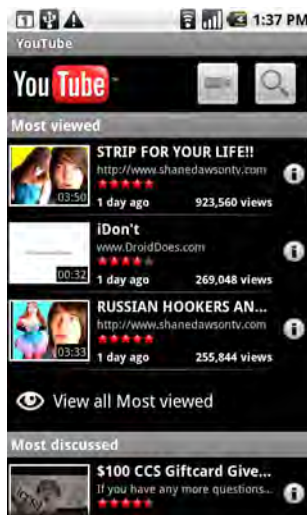 1:37 PM
YouTube
You Tube
Most viewed
STRIP FOR YOUR LIFE!!
http://www.shanedawsontv.com
03:50
1 day ago 923,560 views
iDon't
www.DroidDoes.com
00:32
1 day ago 269,048 views
RUSSIAN HOOKERS AN...
http://www.shanedawsontv.com
03:33
1 day ago 255,844 views
View all Most viewed
Most discussed
$100 CCS Giftcard Give...
If you have any more questions...